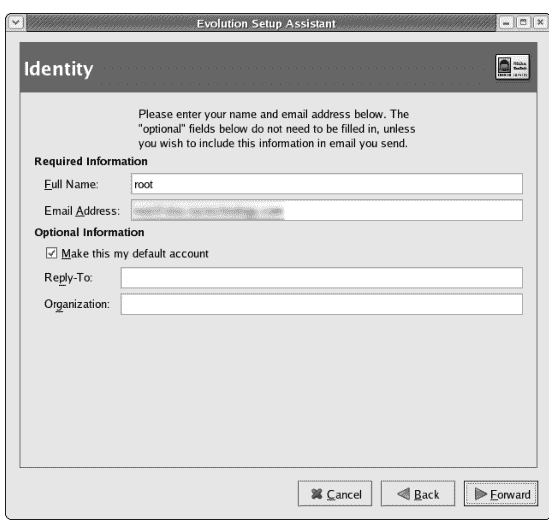 Evolution Setup Assistant
Identity
Please enter your name and email address below. The
"optional" fields below do not need to be filled in, unless
you wish to include this information in email you send.
Required Information
Full Name:
root
Email Address:
Optional Information
Make this my default account
Reply-To:
Organization:
Cancel
Back
Forward